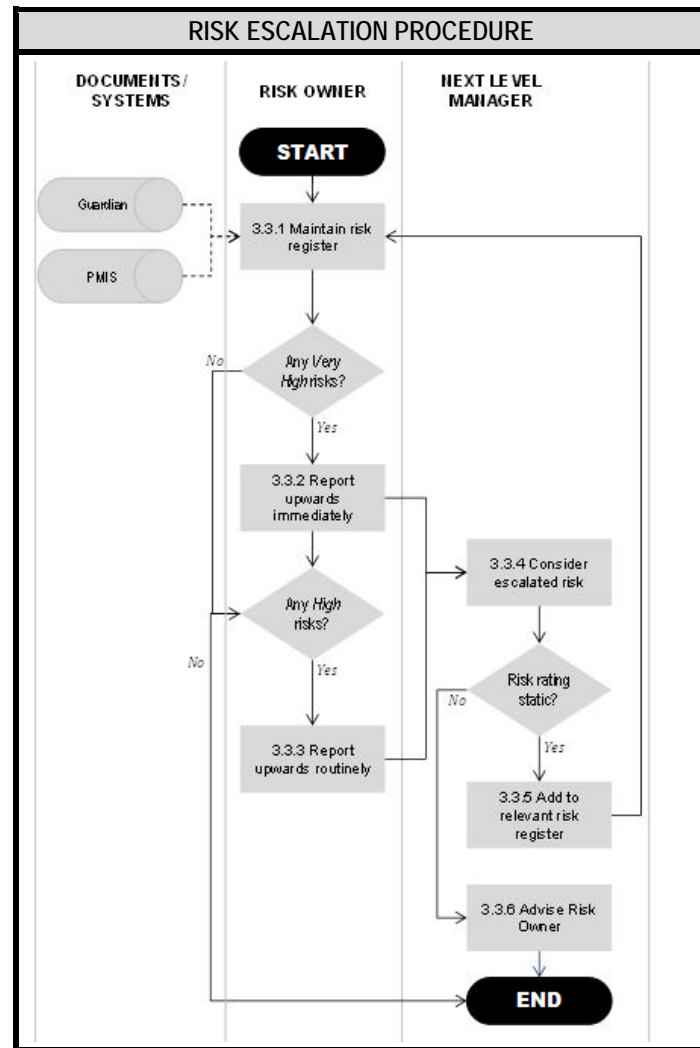 RISK ESCALATION PROCEDURE
DOCUMENTS/
SYSTEMS
RISK OWNER
NEXT LEVEL
MANAGER
START
Guardian
3.3.1 Maintain risk
register
PMIS
No
Any Very
High risks?
Yes
3.3.2 Report
upwards
immediately
3.3.4 Consider
escalated risk
Any High
risks?
No
Yes
Risk rating
static?
No
Yes
3.3.3 Report
upwards routinely
3.3.5 Add to
relevant risk
register
3.3.6 Advise Risk
Owner
END